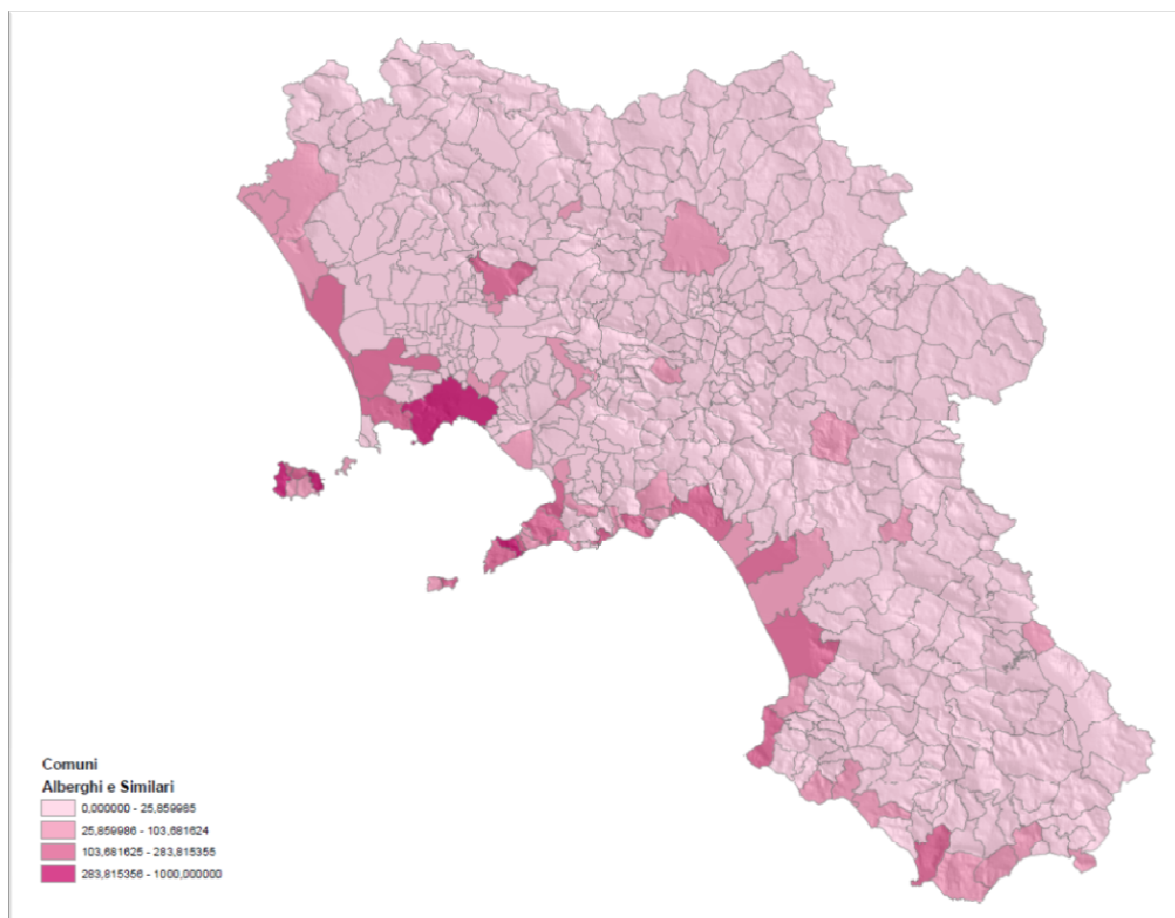 Comuni
Alberghi e Similari
0,000000 - 25,859985
25,859986 - 103,681624
103,681625 - 283,815355
283,815356 - 1000,000000